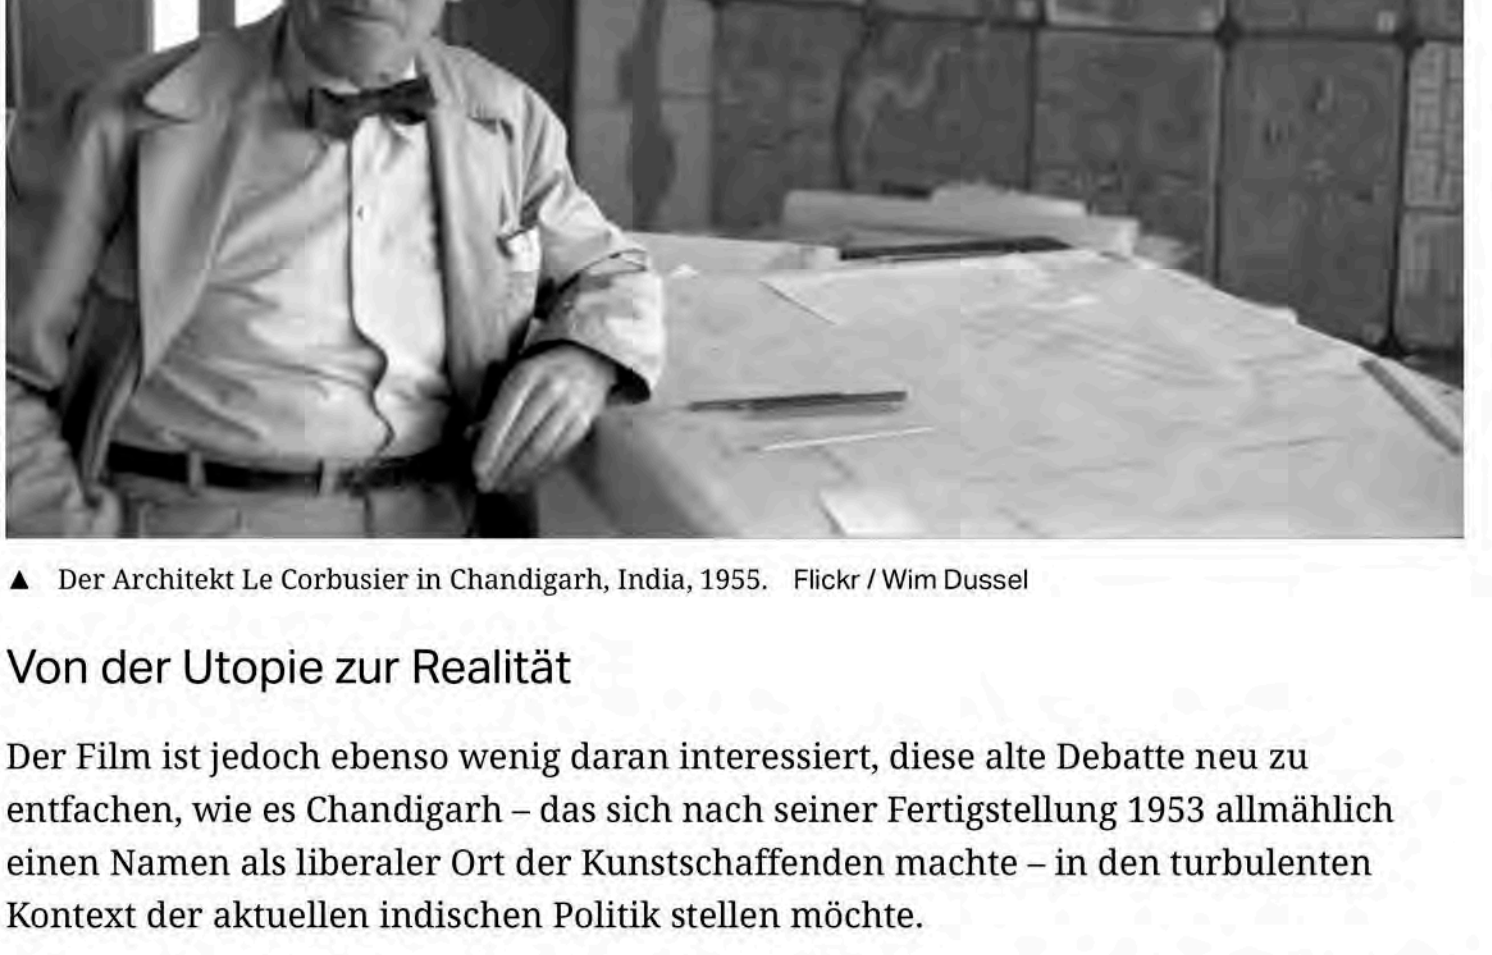 ▲ Der Architekt Le Corbusier in Chandigarh, India, 1955. Flickr / Wim Dussel
Von der Utopie zur Realität
Der Film ist jedoch ebenso wenig daran interessiert, diese alte Debatte neu zu
entfachen, wie es Chandigarh – das sich nach seiner Fertigstellung 1953 allmählich
einen Namen als liberaler Ort der Kunstschaffenden machte – in den turbulenten
Kontext der aktuellen indischen Politik stellen möchte.